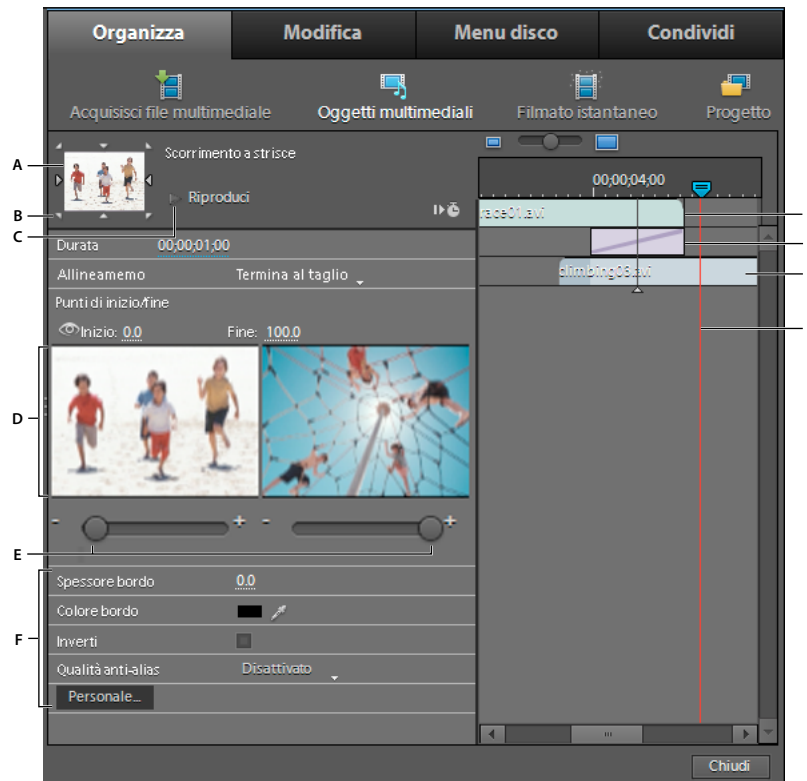 Organizza
Modifica
Menu disco
Condividi
Acquisisci file multimediale
Oggetti multimediali
Filmato istantaneo
Progetto
A
Scorrimento a strisce
B
Riproduci
C
00;00;04;00
race01.avi
climbing03.avi
Durata 00;00;01;00
Allineamemo Termina al taglio
Punti di inizio/fine
Inizio: 0.0 Fine: 100.0
D
- + - +
E
F
Spessore bordo 0.0
Colore bordo
Inverti
Qualità anti-alias Disattivato
Personale...
Chiudi